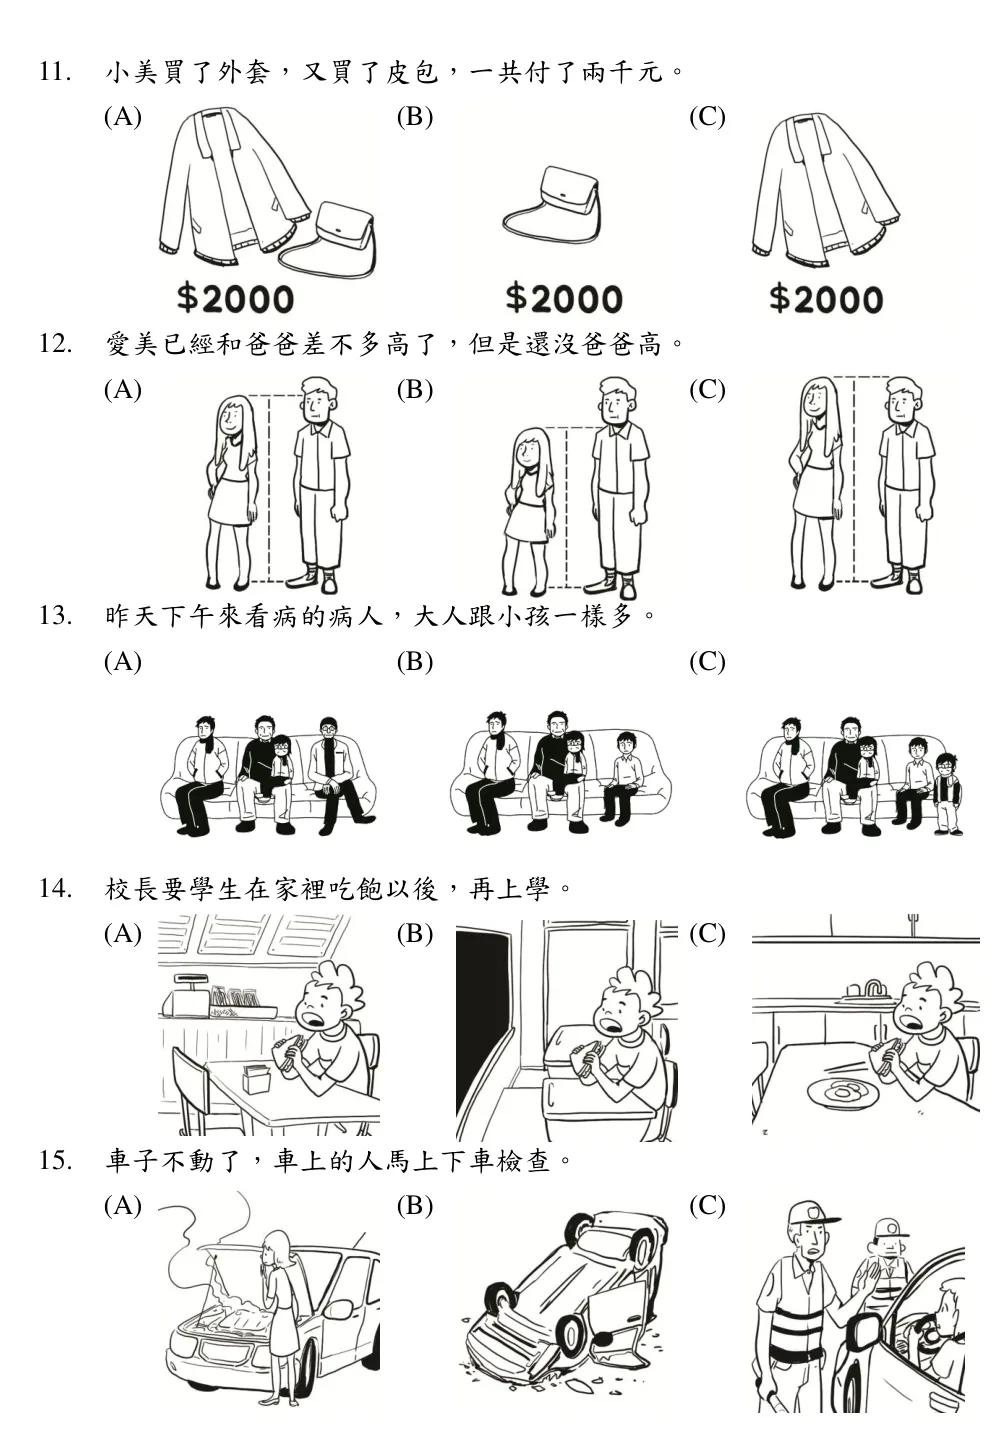 11. 小美買了外套，又買了皮包，一共付了兩千元。
(A) (B) (C)
$2000 $2000 $2000
12. 愛美已經和爸爸差不多高了，但是還沒爸爸高。
(A) (B) (C)
13. 昨天下午來看病的病人，大人跟小孩一樣多。
(A) (B) (C)
14. 校長要學生在家裡吃飽以後，再上學。
(A) (B) (C)
15. 車子不動了，車上的人馬上下車檢查。
(A) (B) (C)